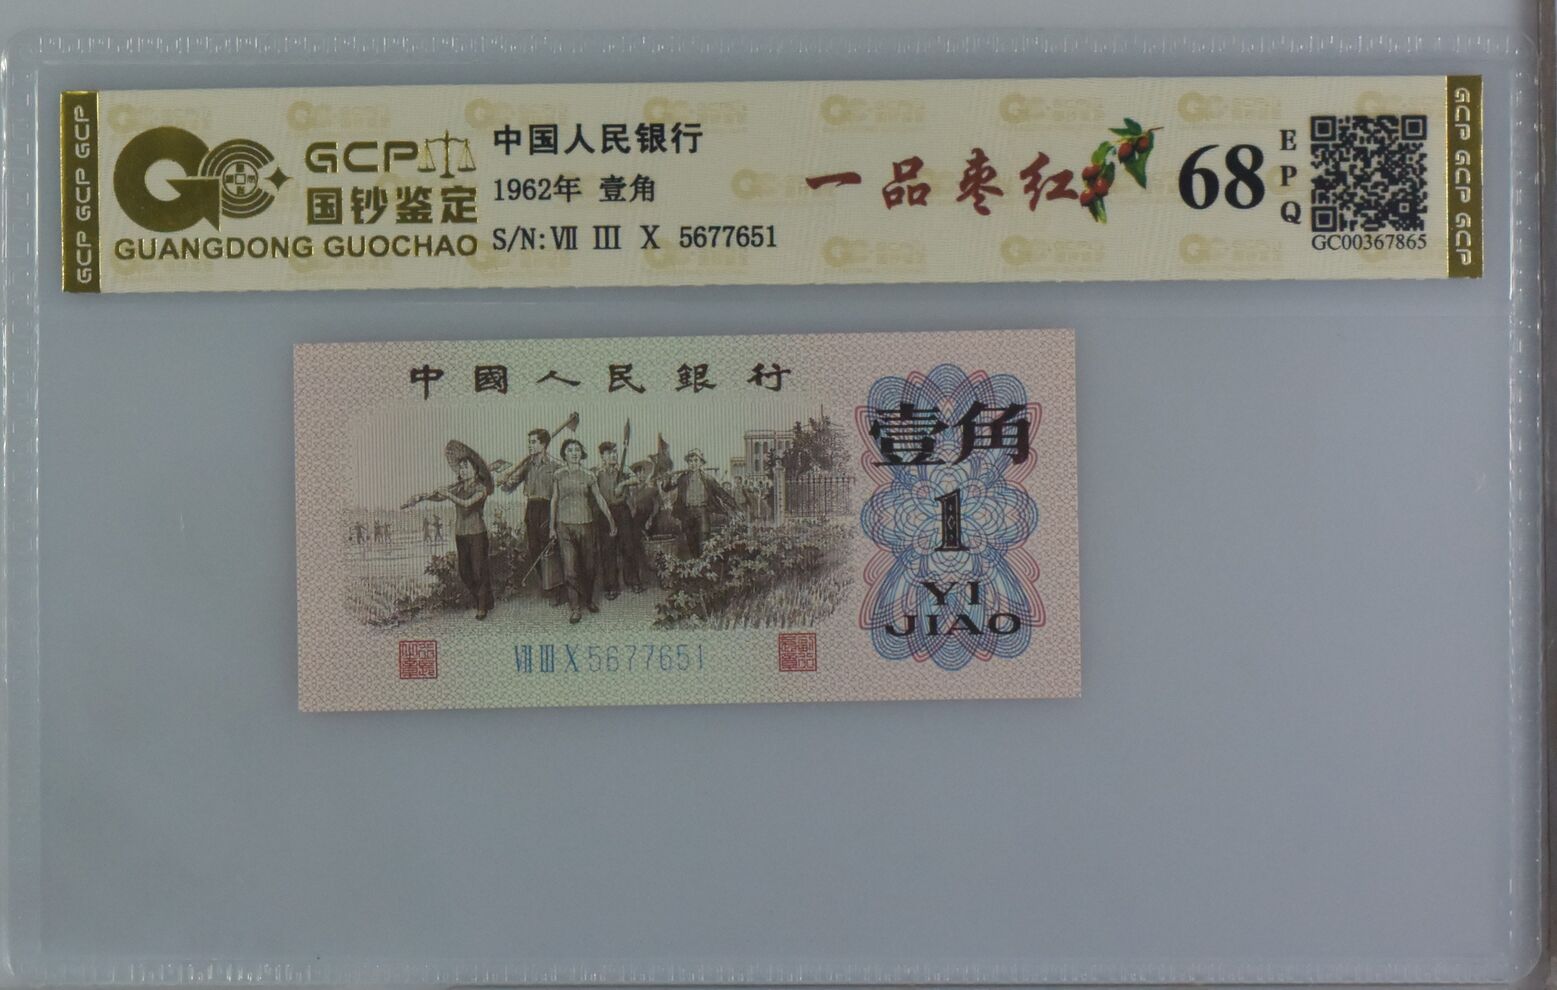 GCP GCP GCP
GCP
国钞鉴定
GUANGDONG GUOCHAO
中国人民银行
1962年 壹角
S/N: Ⅶ Ⅲ Ⅹ 5677651
一品枣红
68
EPQ
GC00367865
GCP GCP GCP
中國人民銀行
壹角
1
YI
JIAO
Ⅶ Ⅲ Ⅹ 5677651